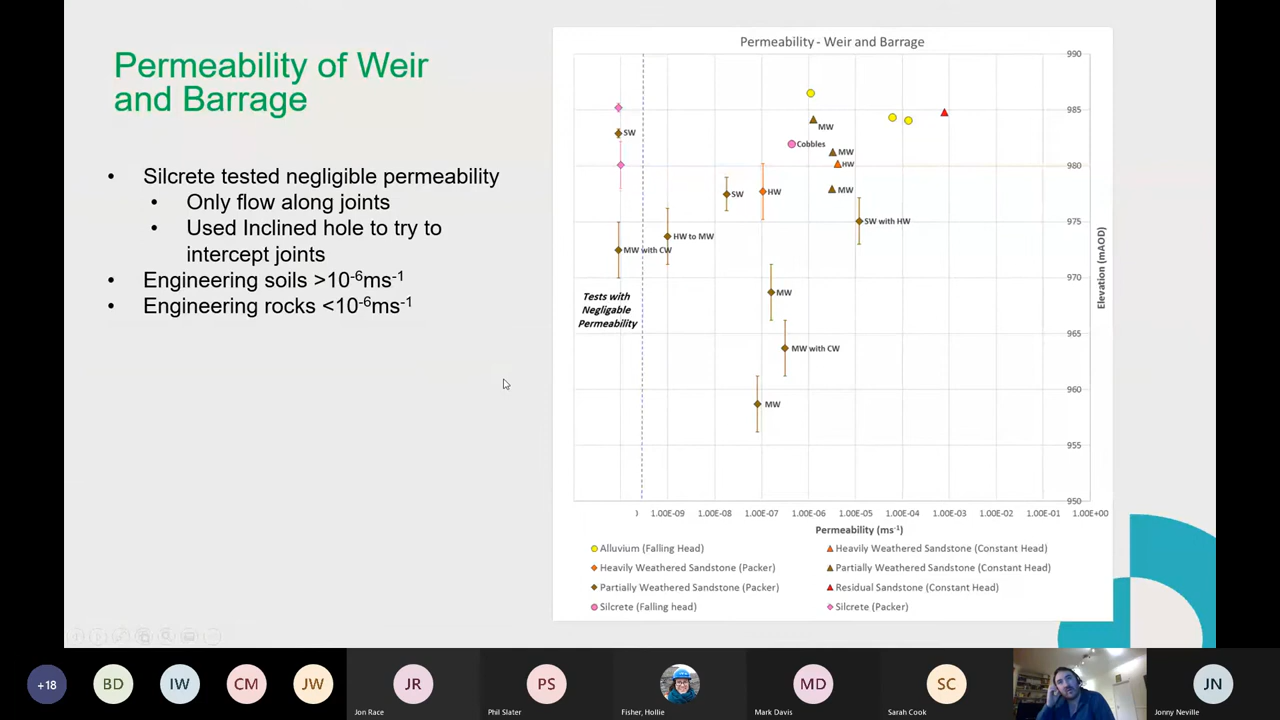 Permeability of Weir
and Barrage
• Silcrete tested negligible permeability
• Only flow along joints
• Used Inclined hole to try to
intercept joints
• Engineering soils >10⁻⁶ms⁻¹
• Engineering rocks <10⁻⁶ms⁻¹
Permeability - Weir and Barrage
990
985
MW
SW
Cobbles
MW
HW
980
SW
HW
MW
SW with HW
975
HW to MW
MW with CW
970
MW
Tests with
Negligable
Permeability
965
MW with CW
960
MW
955
950
Elevation (mAOD)
1.00E-09 1.00E-08 1.00E-07 1.00E-06 1.00E-05 1.00E-04 1.00E-03 1.00E-02 1.00E-01 1.00E+00
Permeability (ms⁻¹)
Alluvium (Falling Head)
Heavily Weathered Sandstone (Constant Head)
Heavily Weathered Sandstone (Packer)
Partially Weathered Sandstone (Constant Head)
Partially Weathered Sandstone (Packer)
Residual Sandstone (Constant Head)
Silcrete (Falling head)
Silcrete (Packer)
+18 BD IW CM JW JR PS MD SC JN
Jon Race Phil Slater Fisher, Hollie Mark Davis Sarah Cook Jonny Neville